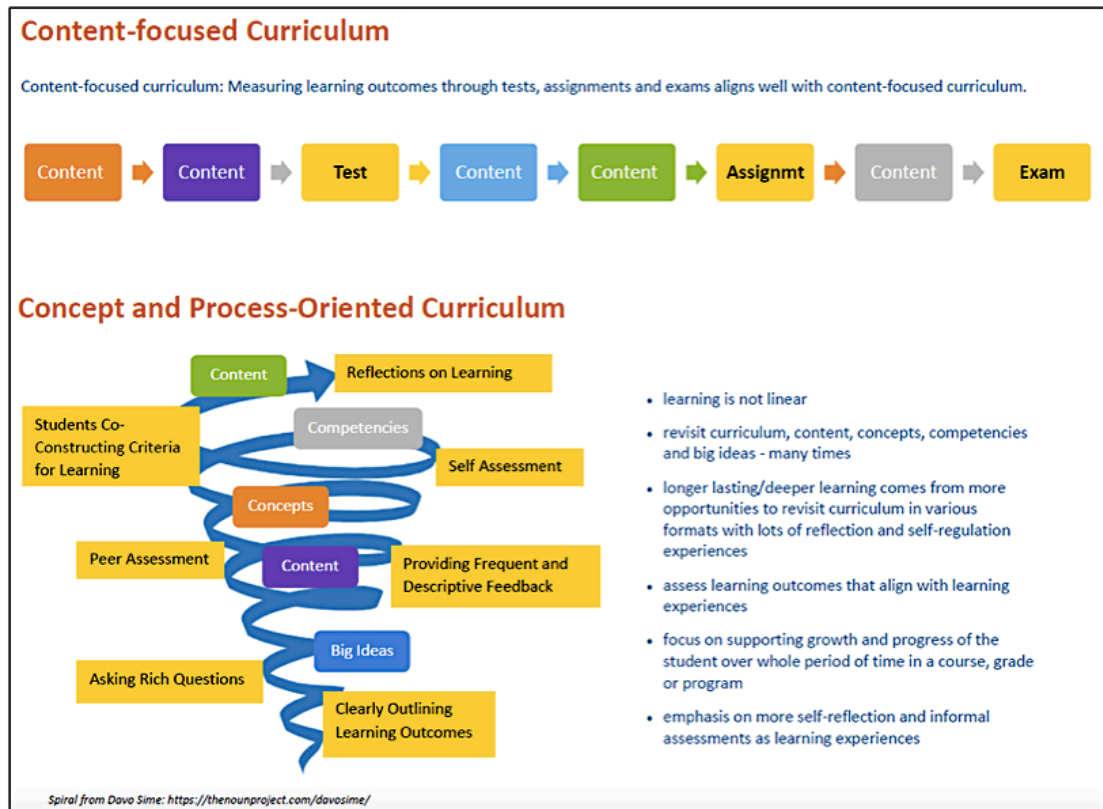 Content-focused Curriculum
Content-focused curriculum: Measuring learning outcomes through tests, assignments and exams aligns well with content-focused curriculum.
Content
Content
Test
Content
Content
Assignmt
Content
Exam
Concept and Process-Oriented Curriculum
Content
Reflections on Learning
Students Co-
Constructing Criteria
for Learning
Competencies
Self Assessment
Concepts
Peer Assessment
Content
Providing Frequent and
Descriptive Feedback
Big Ideas
Asking Rich Questions
Clearly Outlining
Learning Outcomes
• learning is not linear
• revisit curriculum, content, concepts, competencies
and big ideas - many times
• longer lasting/deeper learning comes from more
opportunities to revisit curriculum in various
formats with lots of reflection and self-regulation
experiences
• assess learning outcomes that align with learning
experiences
• focus on supporting growth and progress of the
student over whole period of time in a course, grade
or program
• emphasis on more self-reflection and informal
assessments as learning experiences
Spiral from Davo Sime: https://thenounproject.com/davosime/